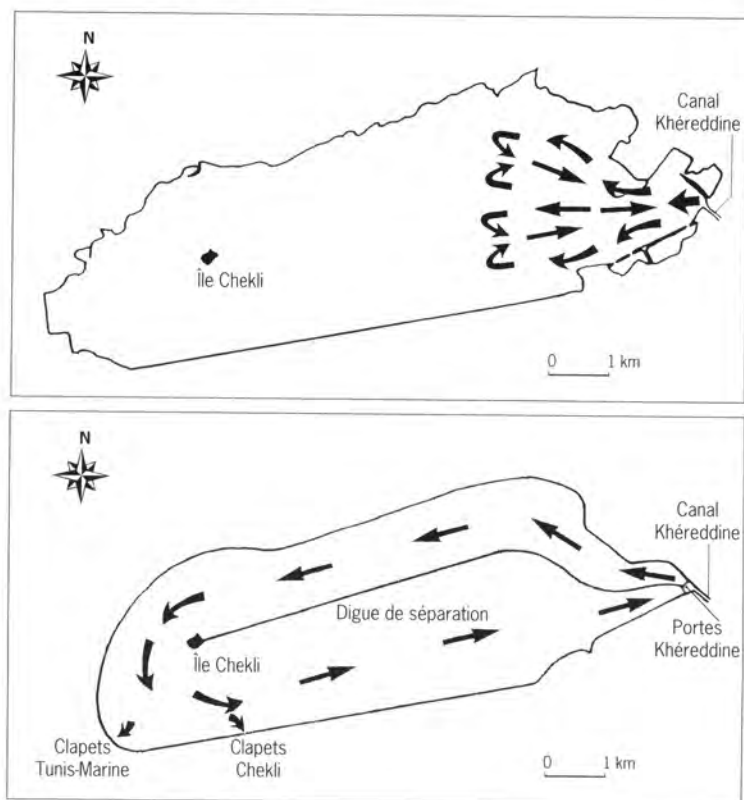 N
Canal
Khéreddine
Île Chekli
0 1 km
N
Canal
Khéreddine
Digue de séparation
Portes
Khéreddine
Île Chekli
Clapets
Tunis-Marine
Clapets
Chekli
0 1 km